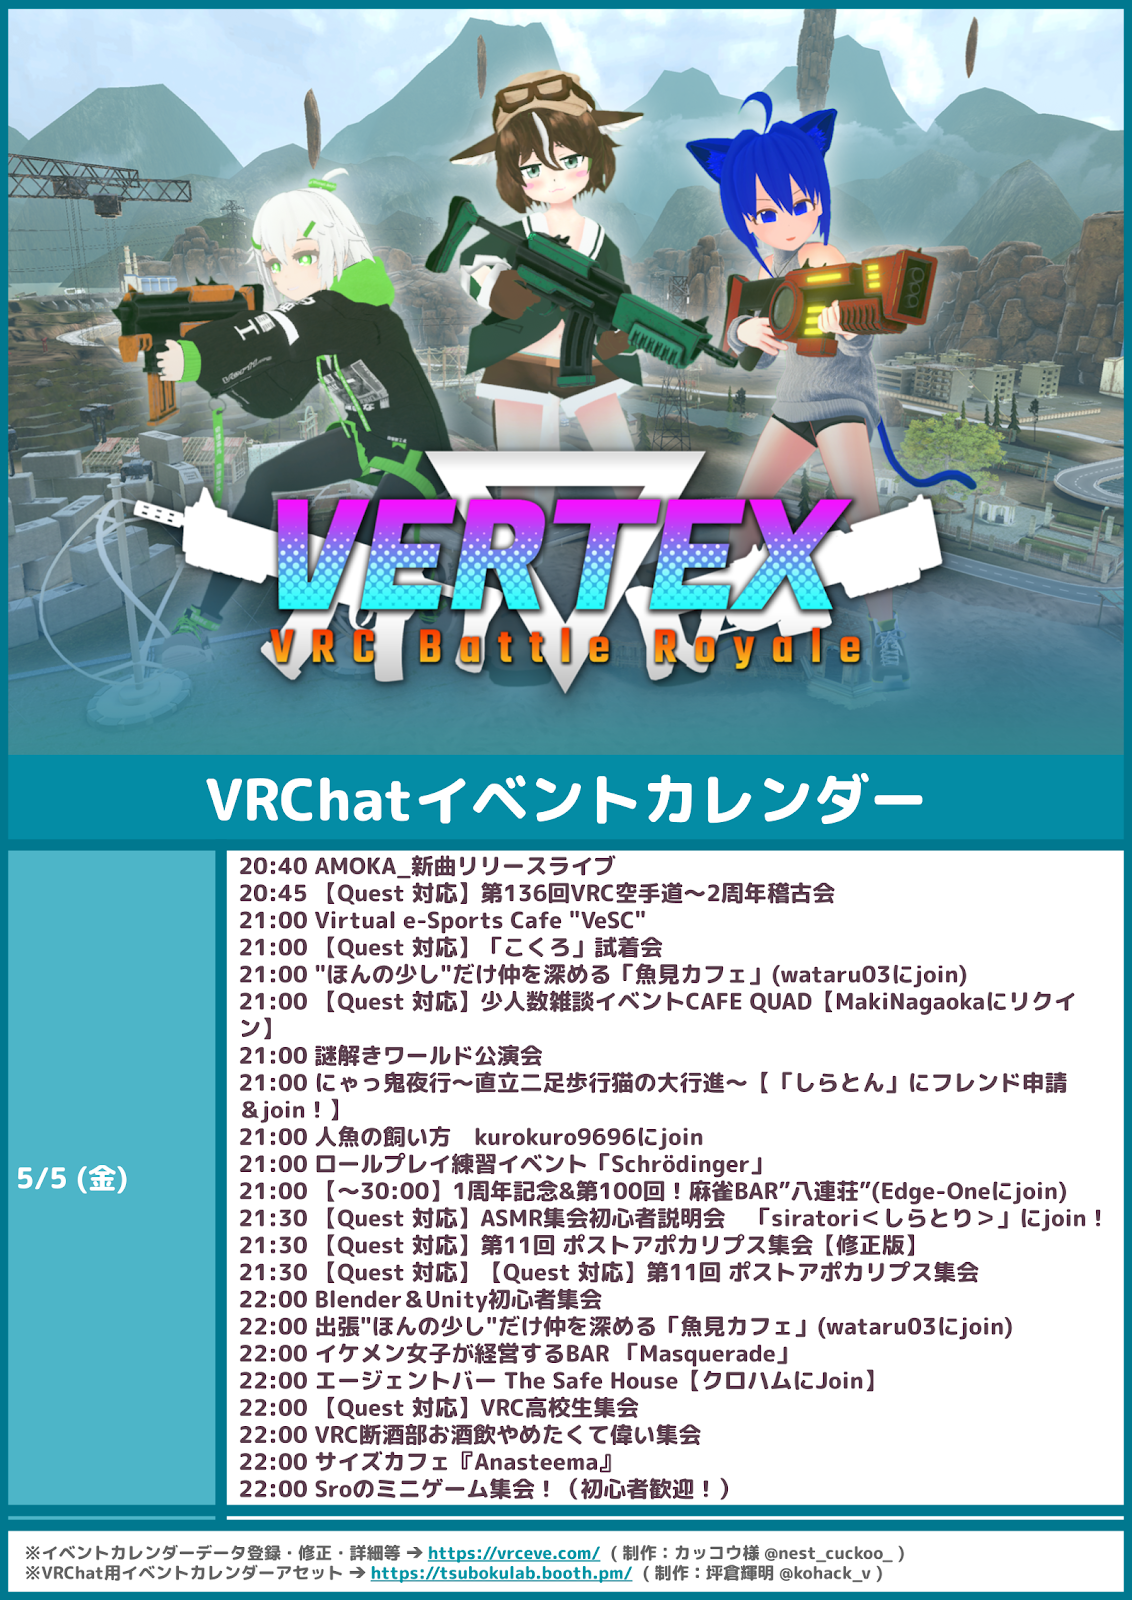 VERTEX
VRC Battle Royale
VRChatイベントカレンダー
5/5 (金)
20:40 AMOKA_新曲リリースライブ
20:45 【Quest 対応】第136回VRC空手道～2周年稽古会
21:00 Virtual e-Sports Cafe "VeSC"
21:00 【Quest 対応】「こくろ」試着会
21:00 "ほんの少し"だけ仲を深める「魚見カフェ」(wataru03にjoin)
21:00 【Quest 対応】少人数雑談イベントCAFE QUAD【MakiNagaokaにリクイ
ン】
21:00 謎解きワールド公演会
21:00 にゃっ鬼夜行～直立二足歩行猫の大行進～【「しらとん」にフレンド申請
＆join！】
21:00 人魚の飼い方　kurokuro9696にjoin
21:00 ロールプレイ練習イベント「Schrödinger」
21:00 【～30:00】1周年記念&第100回！麻雀BAR”八連荘”(Edge-Oneにjoin)
21:30 【Quest 対応】ASMR集会初心者説明会　「siratori＜しらとり＞」にjoin！
21:30 【Quest 対応】第11回 ポストアポカリプス集会【修正版】
21:30 【Quest 対応】【Quest 対応】第11回 ポストアポカリプス集会
22:00 Blender＆Unity初心者集会
22:00 出張"ほんの少し"だけ仲を深める「魚見カフェ」(wataru03にjoin)
22:00 イケメン女子が経営するBAR 「Masquerade」
22:00 エージェントバー The Safe House【クロハムにJoin】
22:00 【Quest 対応】VRC高校生集会
22:00 VRC断酒部お酒飲やめたくて偉い集会
22:00 サイズカフェ『Anasteema』
22:00 Sroのミニゲーム集会！（初心者歓迎！）
※イベントカレンダーデータ登録・修正・詳細等 → https://vrceve.com/ ( 制作：カッコウ様 @nest_cuckoo_ )
※VRChat用イベントカレンダーアセット → https://tsubokulab.booth.pm/ ( 制作：坪倉輝明 @kohack_v )